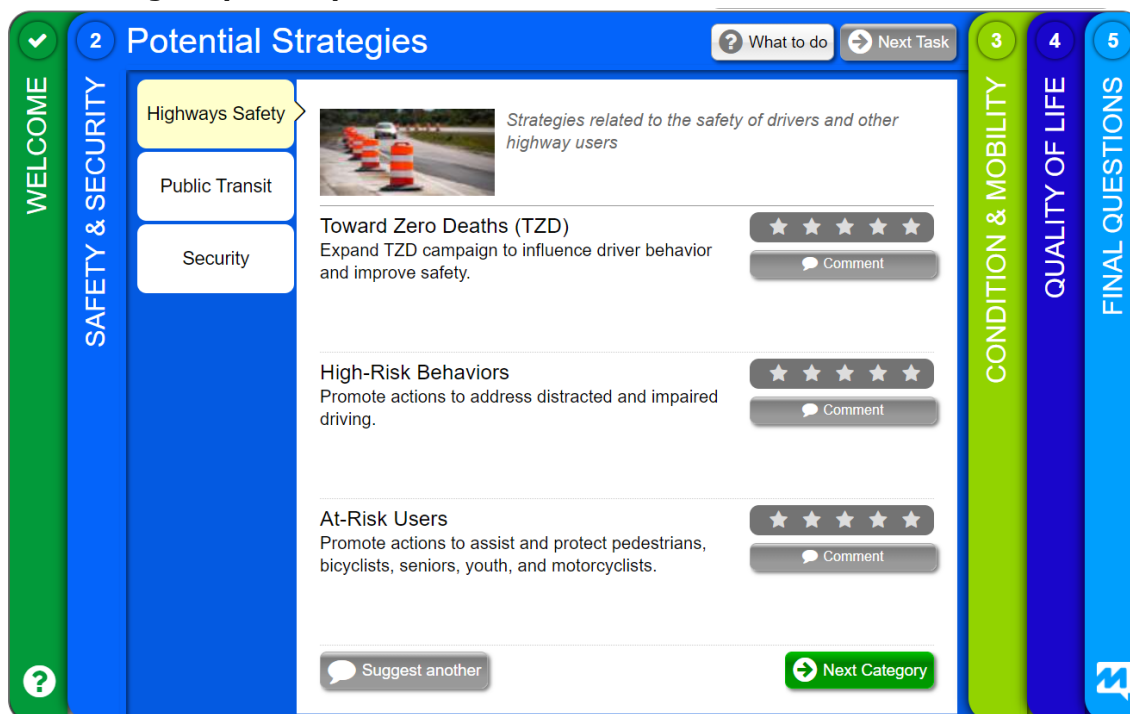 WELCOME
2
SAFETY & SECURITY
Potential Strategies
What to do
Next Task
Highways Safety
Public Transit
Security
Strategies related to the safety of drivers and other
highway users
Toward Zero Deaths (TZD)
Expand TZD campaign to influence driver behavior
and improve safety.
Comment
High-Risk Behaviors
Promote actions to address distracted and impaired
driving.
Comment
At-Risk Users
Promote actions to assist and protect pedestrians,
bicyclists, seniors, youth, and motorcyclists.
Comment
Suggest another
Next Category
3
CONDITION & MOBILITY
4
QUALITY OF LIFE
5
FINAL QUESTIONS